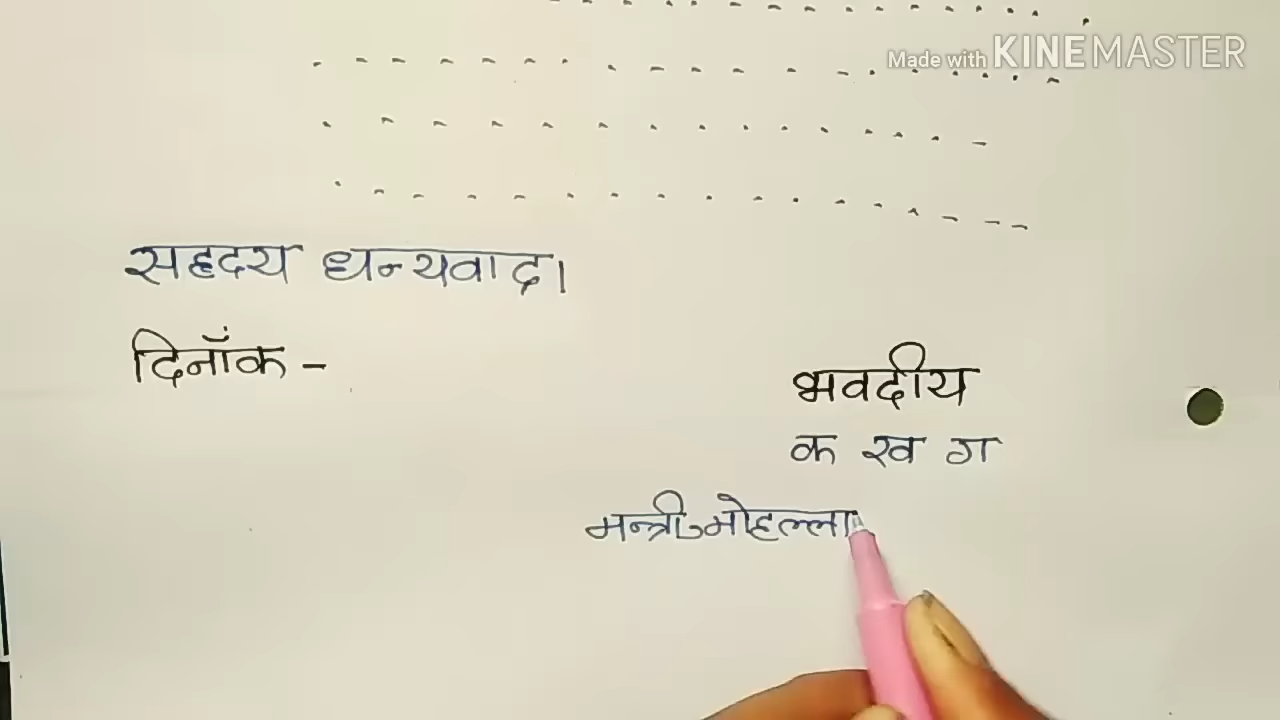 Made with KINEMASTER
सहृदय धन्यवाद।
दिनाँक -
भवदीय
क ख ग
मन्त्री, मोहल्ला